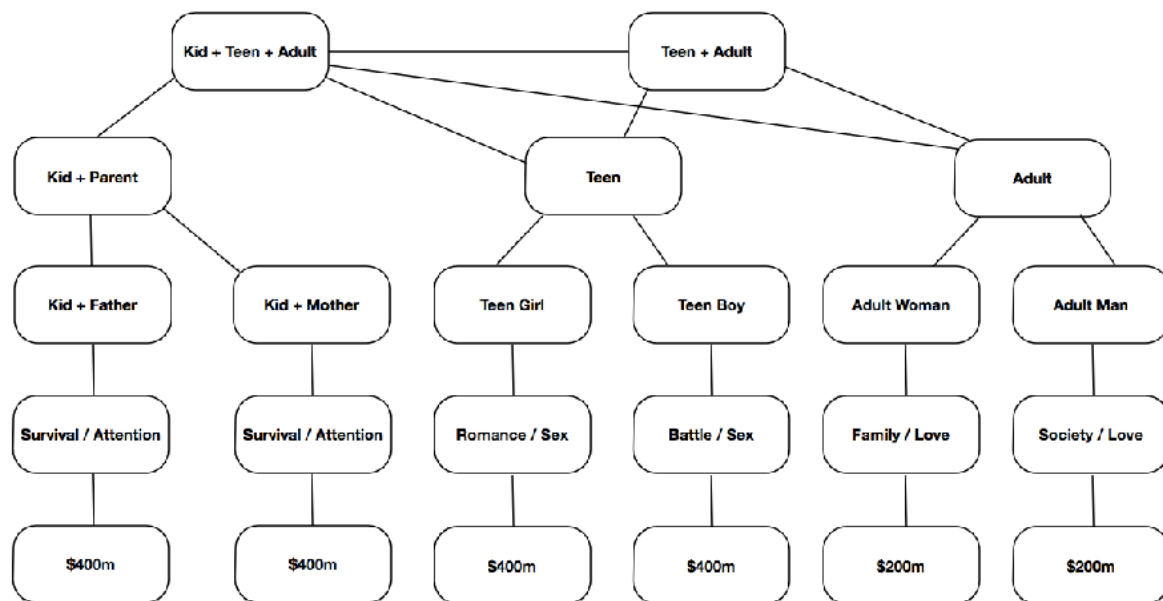 Kid + Teen + Adult
Teen + Adult
Kid + Parent
Teen
Adult
Kid + Father
Kid + Mother
Teen Girl
Teen Boy
Adult Woman
Adult Man
Survival / Attention
Survival / Attention
Romance / Sex
Battle / Sex
Family / Love
Society / Love
$400m
$400m
$400m
$400m
$200m
$200m